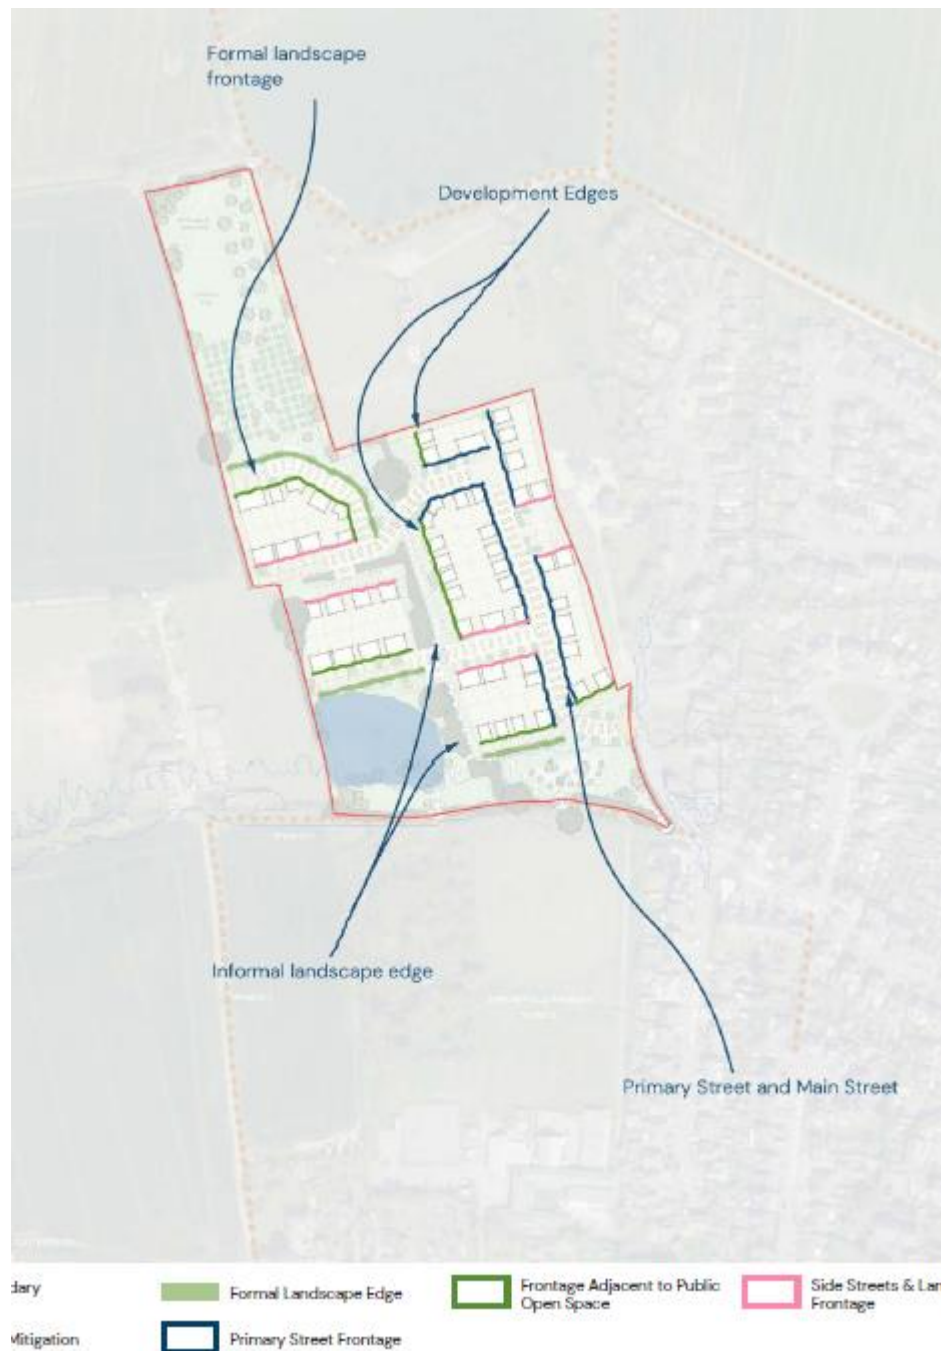 Formal landscape
frontage
Development Edges
Informal landscape edge
Primary Street and Main Street
dary
Formal Landscape Edge
Frontage Adjacent to Public
Open Space
Side Streets & Lan
Frontage
Mitigation
Primary Street Frontage